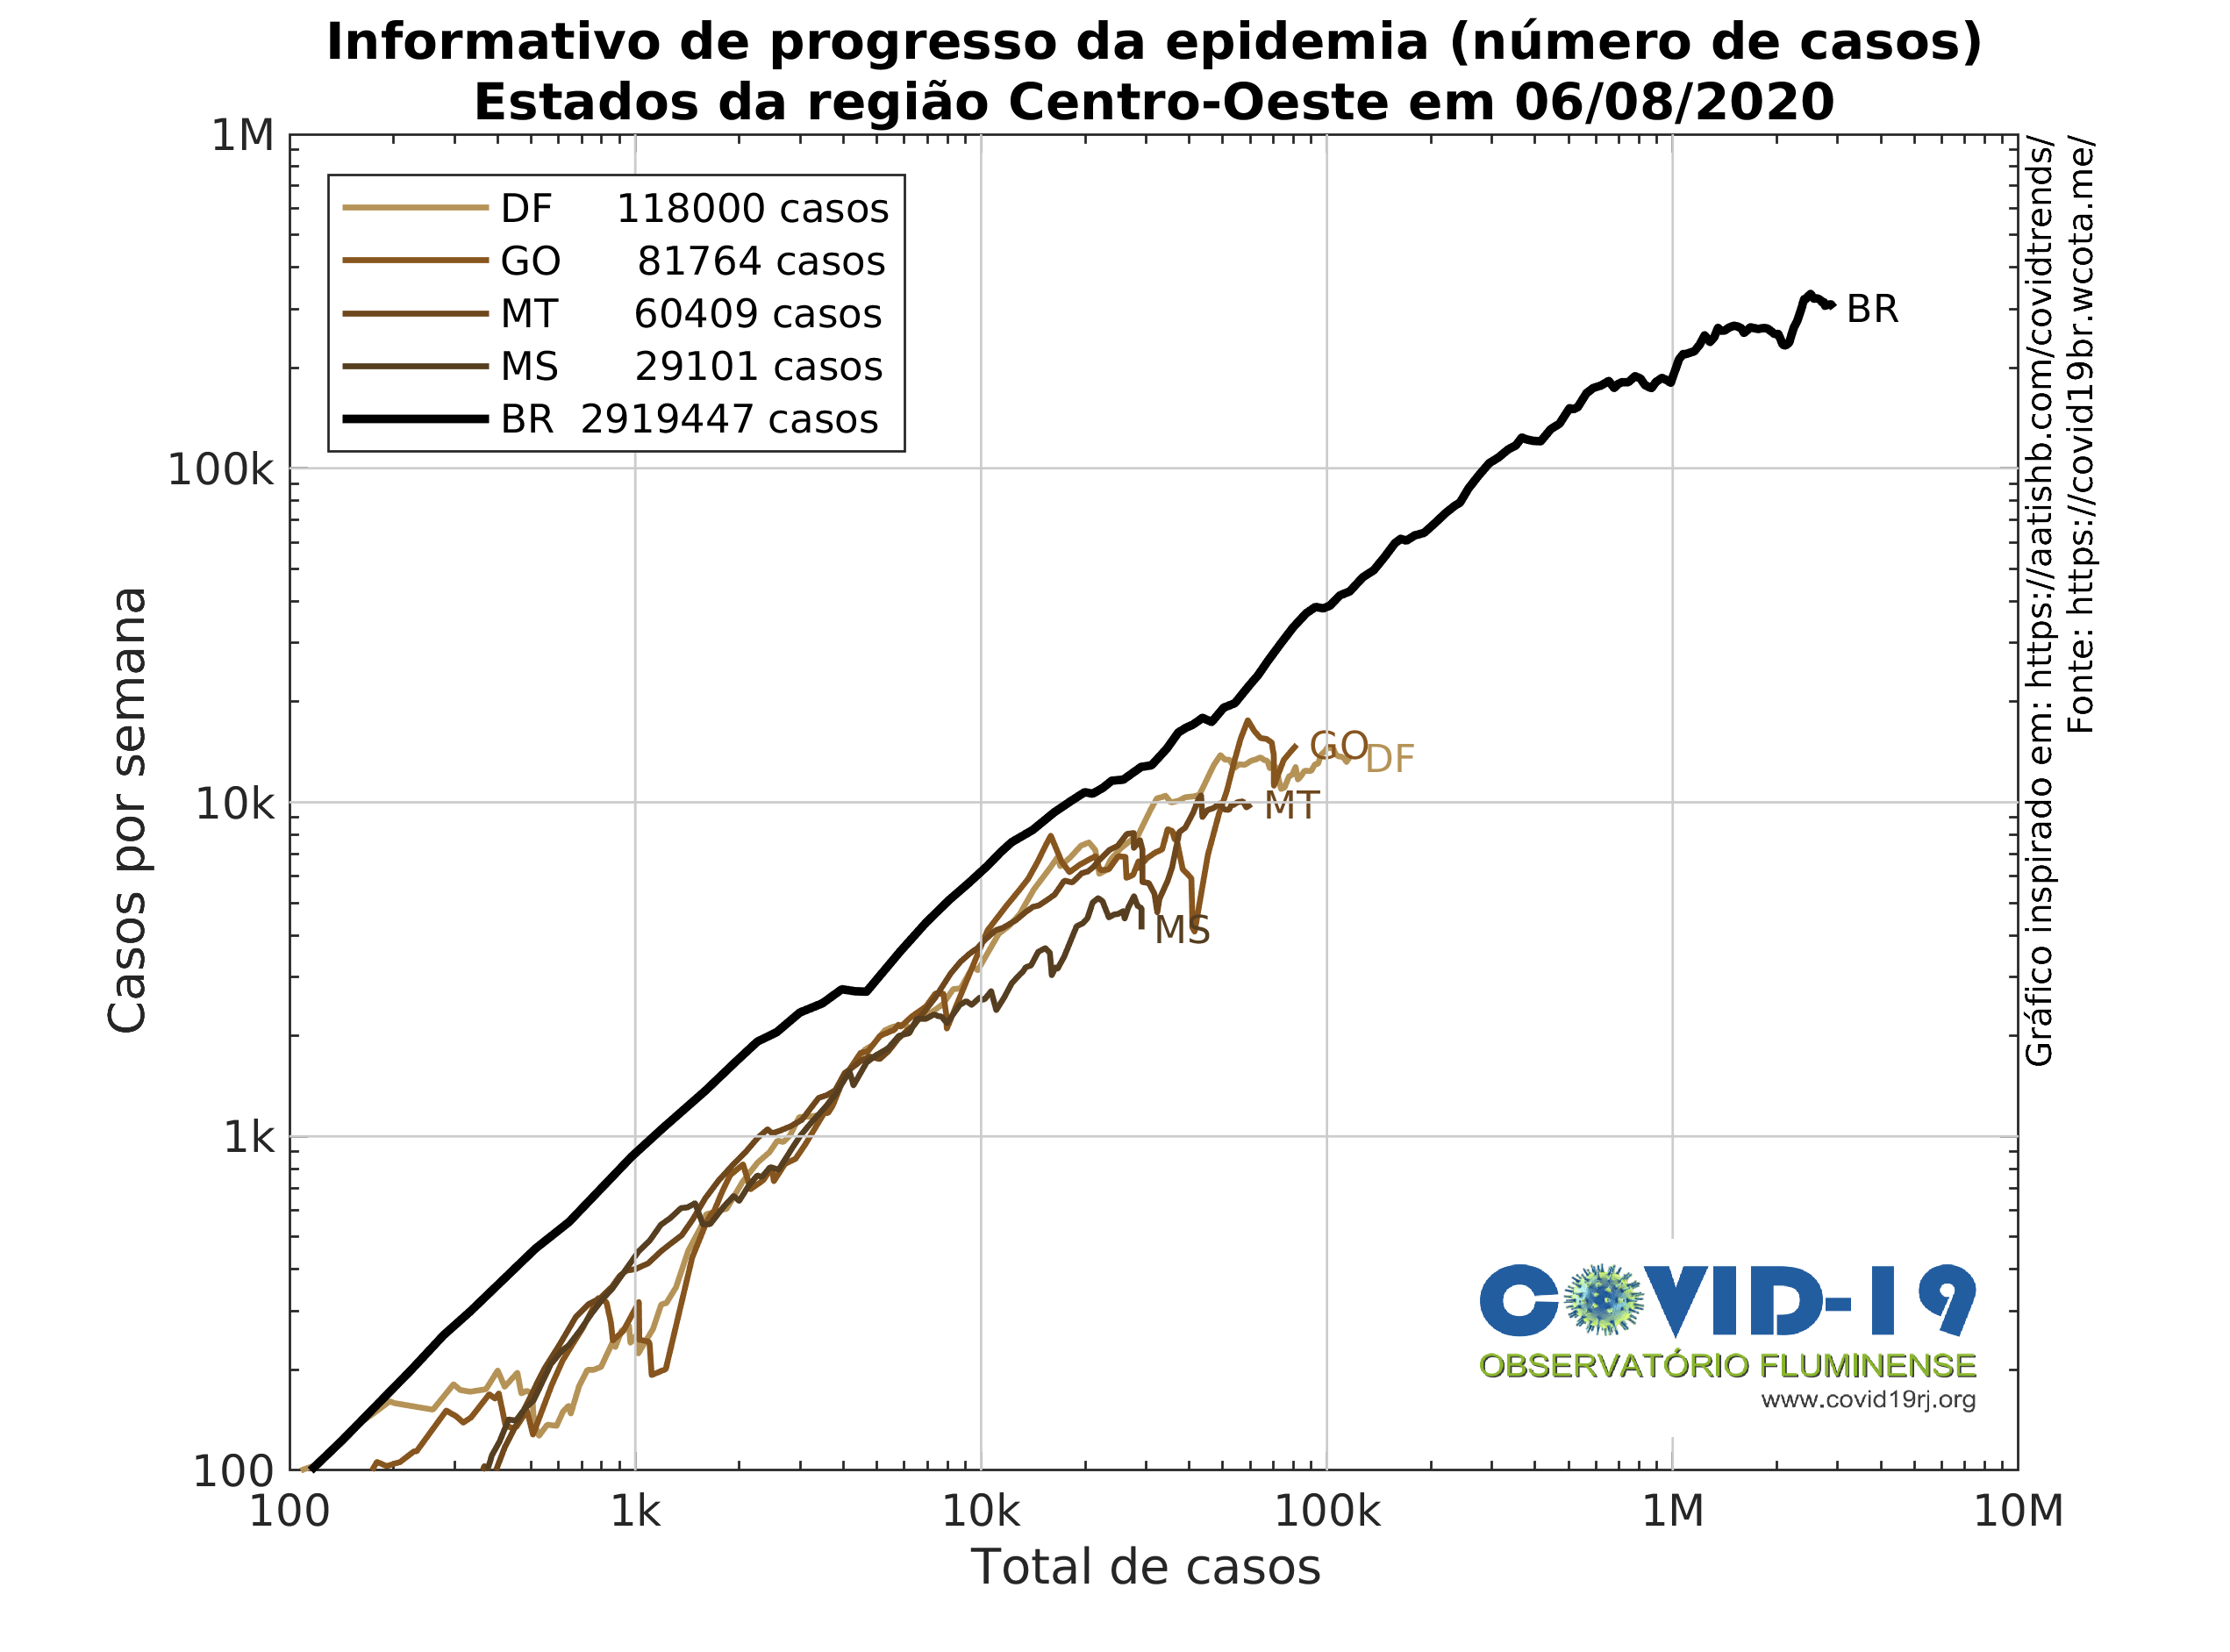 Informativo de progresso da epidemia (número de casos)
Estados da região Centro-Oeste em 06/08/2020
1M
100k
10k
1k
100
Casos por semana
DF 118000 casos
GO 81764 casos
MT 60409 casos
MS 29101 casos
BR 2919447 casos
BR
GO
DF
MT
MS
100
1k
10k
100k
1M
10M
Total de casos
Gráfico inspirado em: https://aatishb.com/covidtrends/
Fonte: https://covid19br.wcota.me/
COVID-19
OBSERVATÓRIO FLUMINENSE
www.covid19rj.org